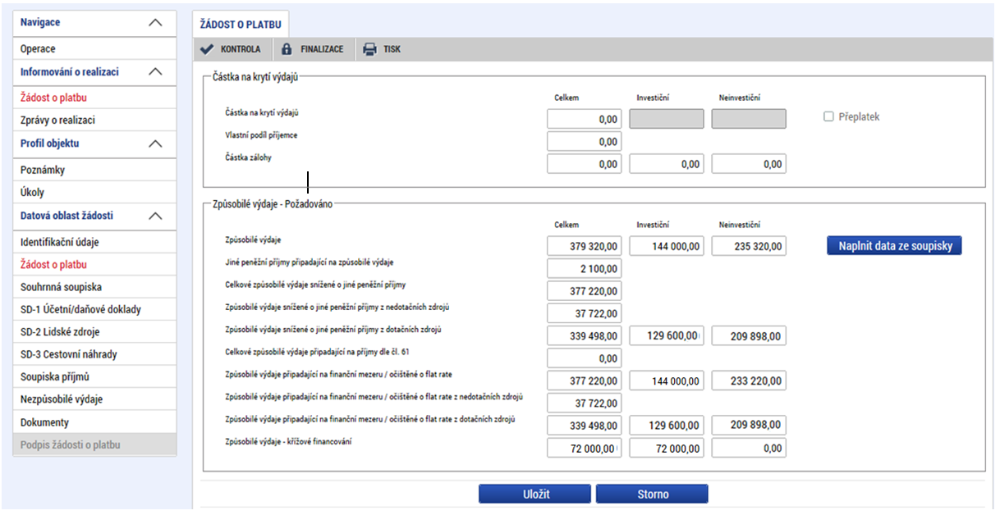 Navigace
Operace
Informování o realizaci
Žádost o platbu
Zprávy o realizaci
Profil objektu
Poznámky
Úkoly
Datová oblast žádosti
Identifikační údaje
Žádost o platbu
Souhrnná soupiska
SD-1 Účetní/daňové doklady
SD-2 Lidské zdroje
SD-3 Cestovní náhrady
Soupiska příjmů
Nezpůsobilé výdaje
Dokumenty
Podpis žádosti o platbu
ŽÁDOST O PLATBU
KONTROLA FINALIZACE TISK
Částka na krytí výdajů
Celkem Investiční Neinvestiční
Částka na krytí výdajů 0,00 Přeplatek
Vlastní podíl příjemce 0,00
Částka zálohy 0,00 0,00 0,00
Způsobilé výdaje - Požadováno
Celkem Investiční Neinvestiční
Způsobilé výdaje 379 320,00 144 000,00 235 320,00 Naplnit data ze soupisky
Jiné peněžní příjmy připadající na způsobilé výdaje 2 100,00
Celkové způsobilé výdaje snížené o jiné peněžní příjmy 377 220,00
Způsobilé výdaje snížené o jiné peněžní příjmy z nedotačních zdrojů 37 722,00
Způsobilé výdaje snížené o jiné peněžní příjmy z dotačních zdrojů 339 498,00 129 600,00 209 898,00
Celkové způsobilé výdaje připadající na příjmy dle čl. 61 0,00
Způsobilé výdaje připadající na finanční mezeru / očištěné o flat rate 377 220,00 144 000,00 233 220,00
Způsobilé výdaje připadající na finanční mezeru / očištěné o flat rate z nedotačních zdrojů 37 722,00
Způsobilé výdaje připadající na finanční mezeru / očištěné o flat rate z dotačních zdrojů 339 498,00 129 600,00 209 898,00
Způsobilé výdaje - křížové financování 72 000,00 72 000,00 0,00
Uložit Storno